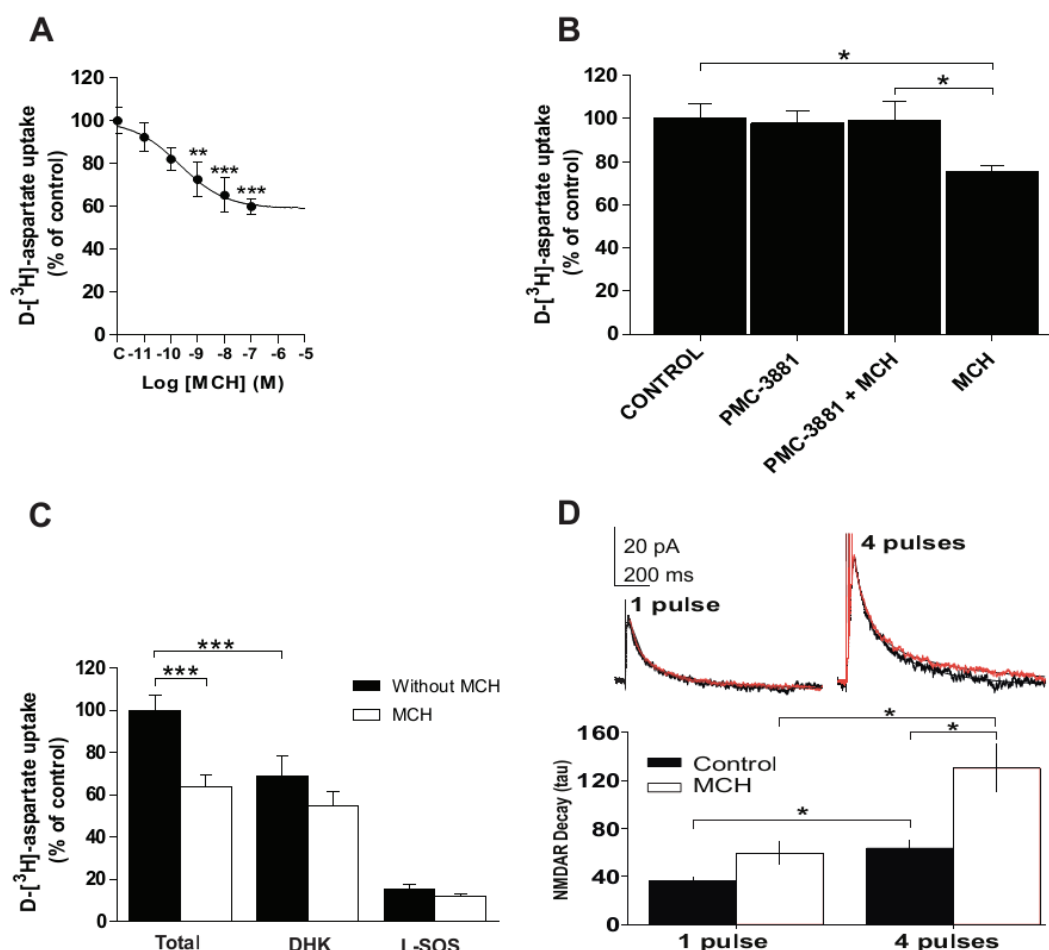 A
120
100
80
60
40
20
0
D-[³H]-aspartate uptake
(% of control)
**
***
***
C -11 -10 -9 -8 -7 -6 -5
Log [MCH] (M)
B
*
*
120
100
80
60
40
20
0
D-[³H]-aspartate uptake
(% of control)
CONTROL
PMC-3881
PMC-3881 + MCH
MCH
C
***
***
120
100
80
60
40
20
0
D-[³H]-aspartate uptake
(% of control)
Without MCH
MCH
Total DHK L-SOS
D
20 pA
200 ms
1 pulse
4 pulses
*
*
*
160
120
80
40
0
NMDAR Decay (tau)
Control
MCH
1 pulse 4 pulses